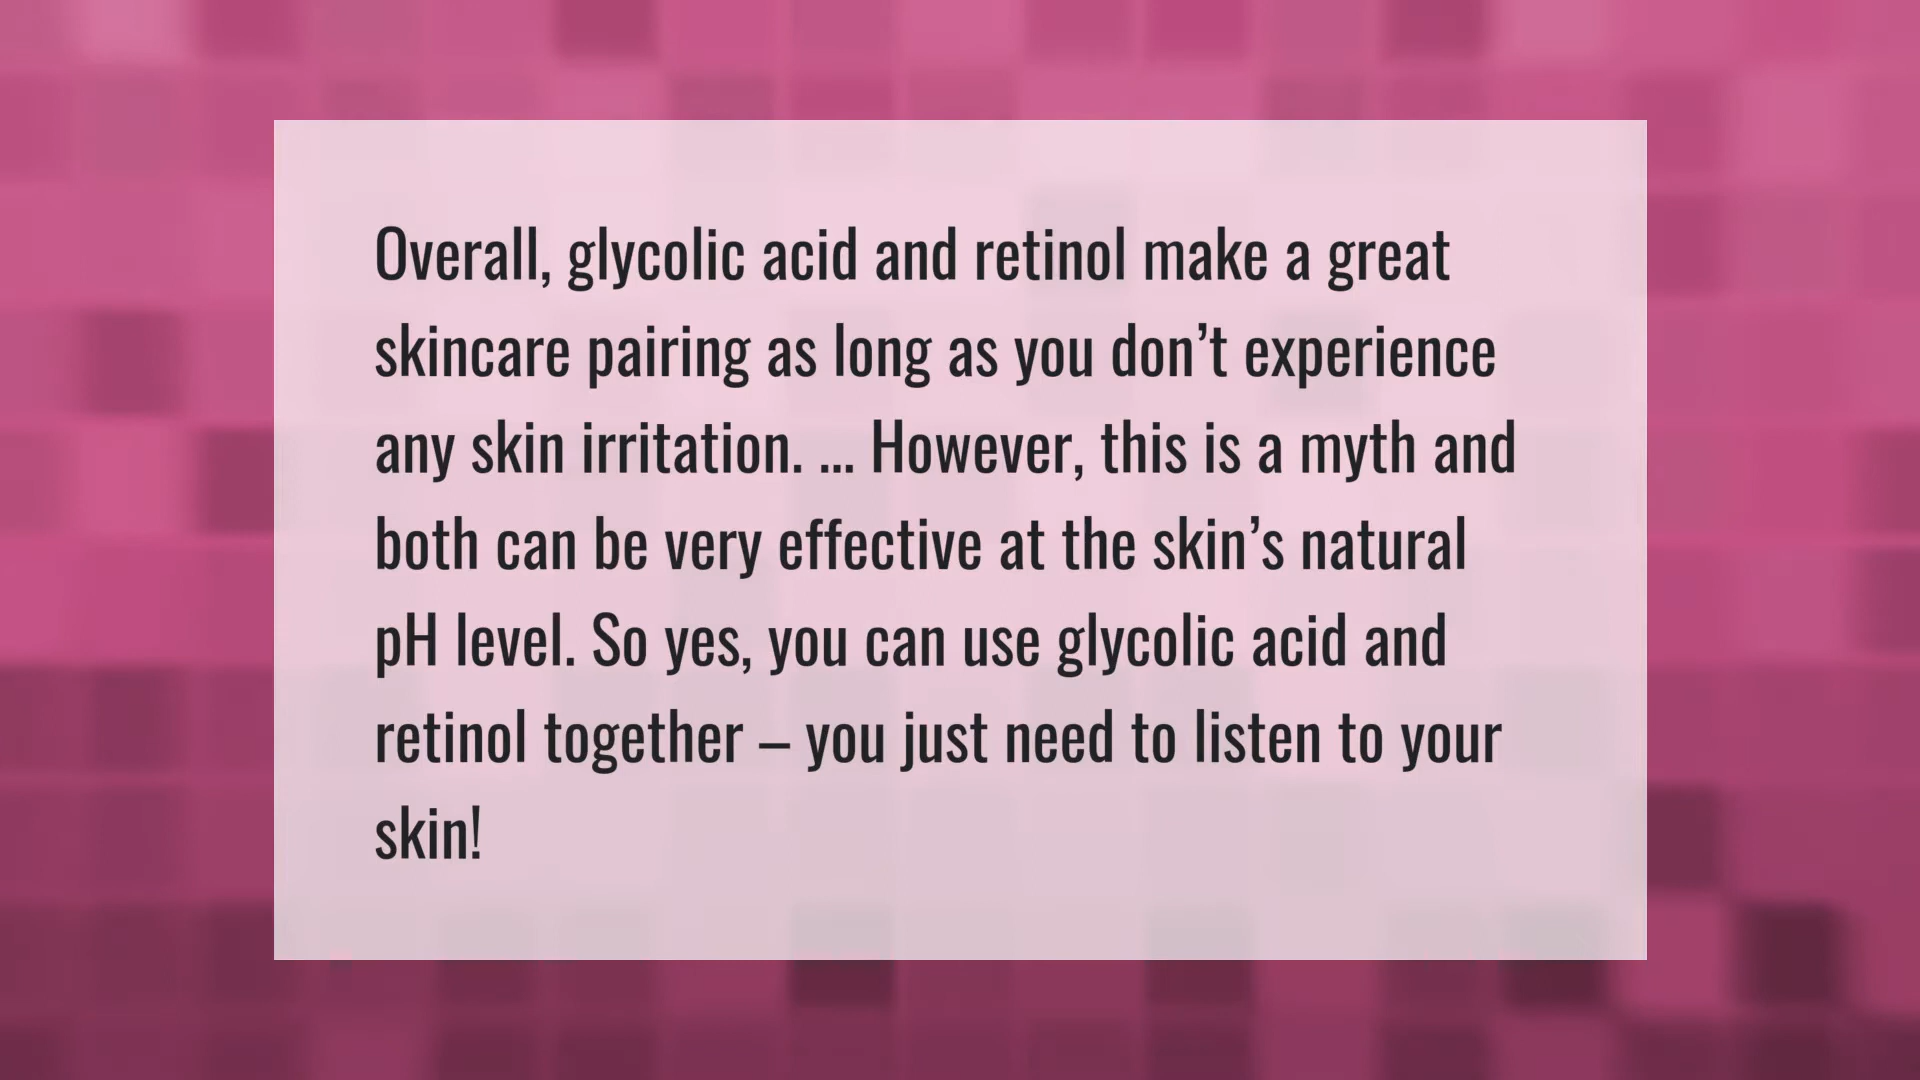 Overall, glycolic acid and retinol make a great
skincare pairing as long as you don’t experience
any skin irritation. ... However, this is a myth and
both can be very effective at the skin’s natural
pH level. So yes, you can use glycolic acid and
retinol together – you just need to listen to your
skin!